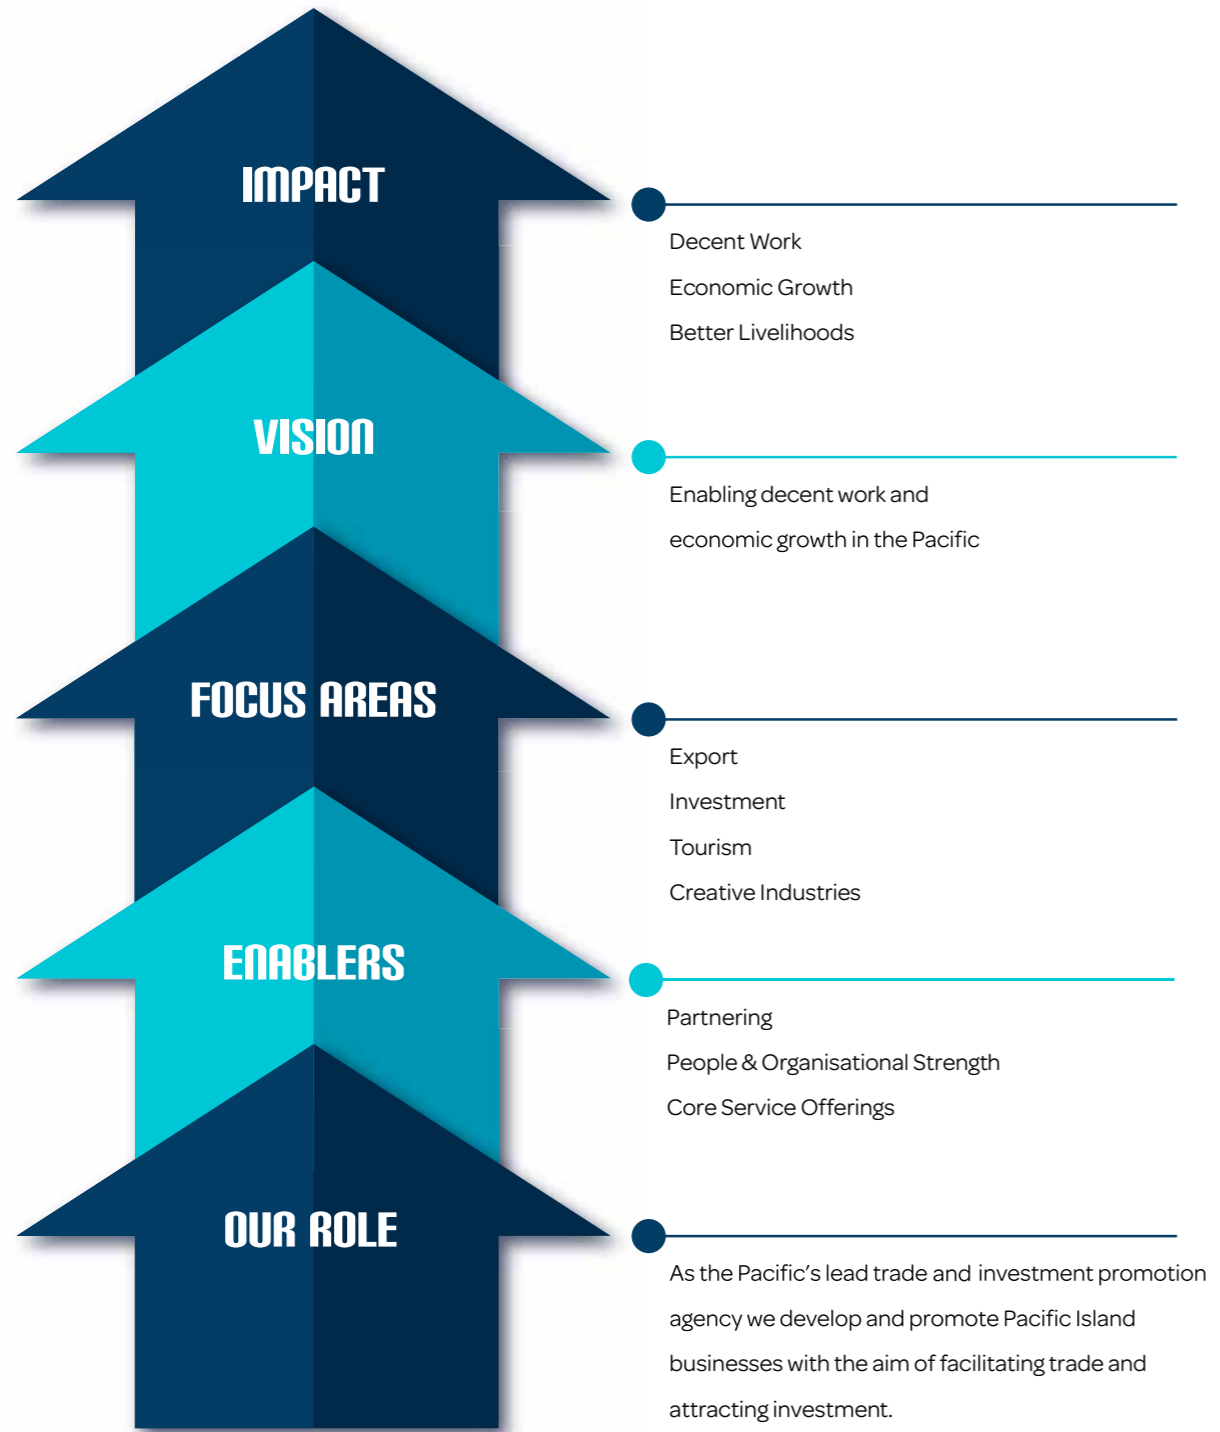 IMPACT
Decent Work
Economic Growth
Better Livelihoods
VISION
Enabling decent work and
economic growth in the Pacific
FOCUS AREAS
Export
Investment
Tourism
Creative Industries
ENABLERS
Partnering
People & Organisational Strength
Core Service Offerings
OUR ROLE
As the Pacific's lead trade and investment promotion
agency we develop and promote Pacific Island
businesses with the aim of facilitating trade and
attracting investment.